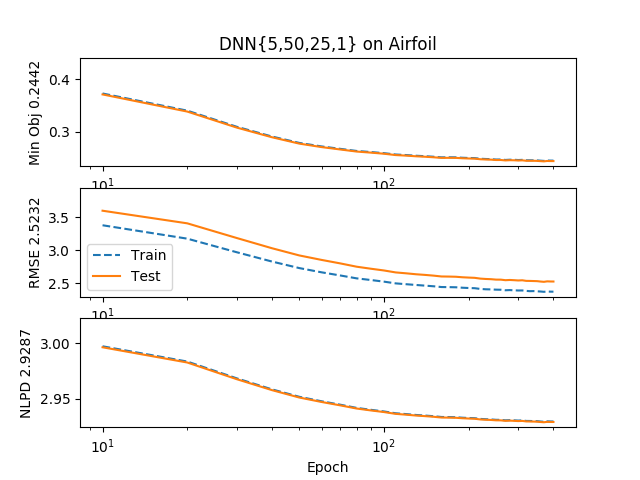 DNN{5,50,25,1} on Airfoil
Min Obj 0.2442
0.4
0.3
10¹
10²
RMSE 2.5232
3.5
3.0
2.5
Train
Test
10¹
10²
NLPD 2.9287
3.00
2.95
10¹
10²
Epoch